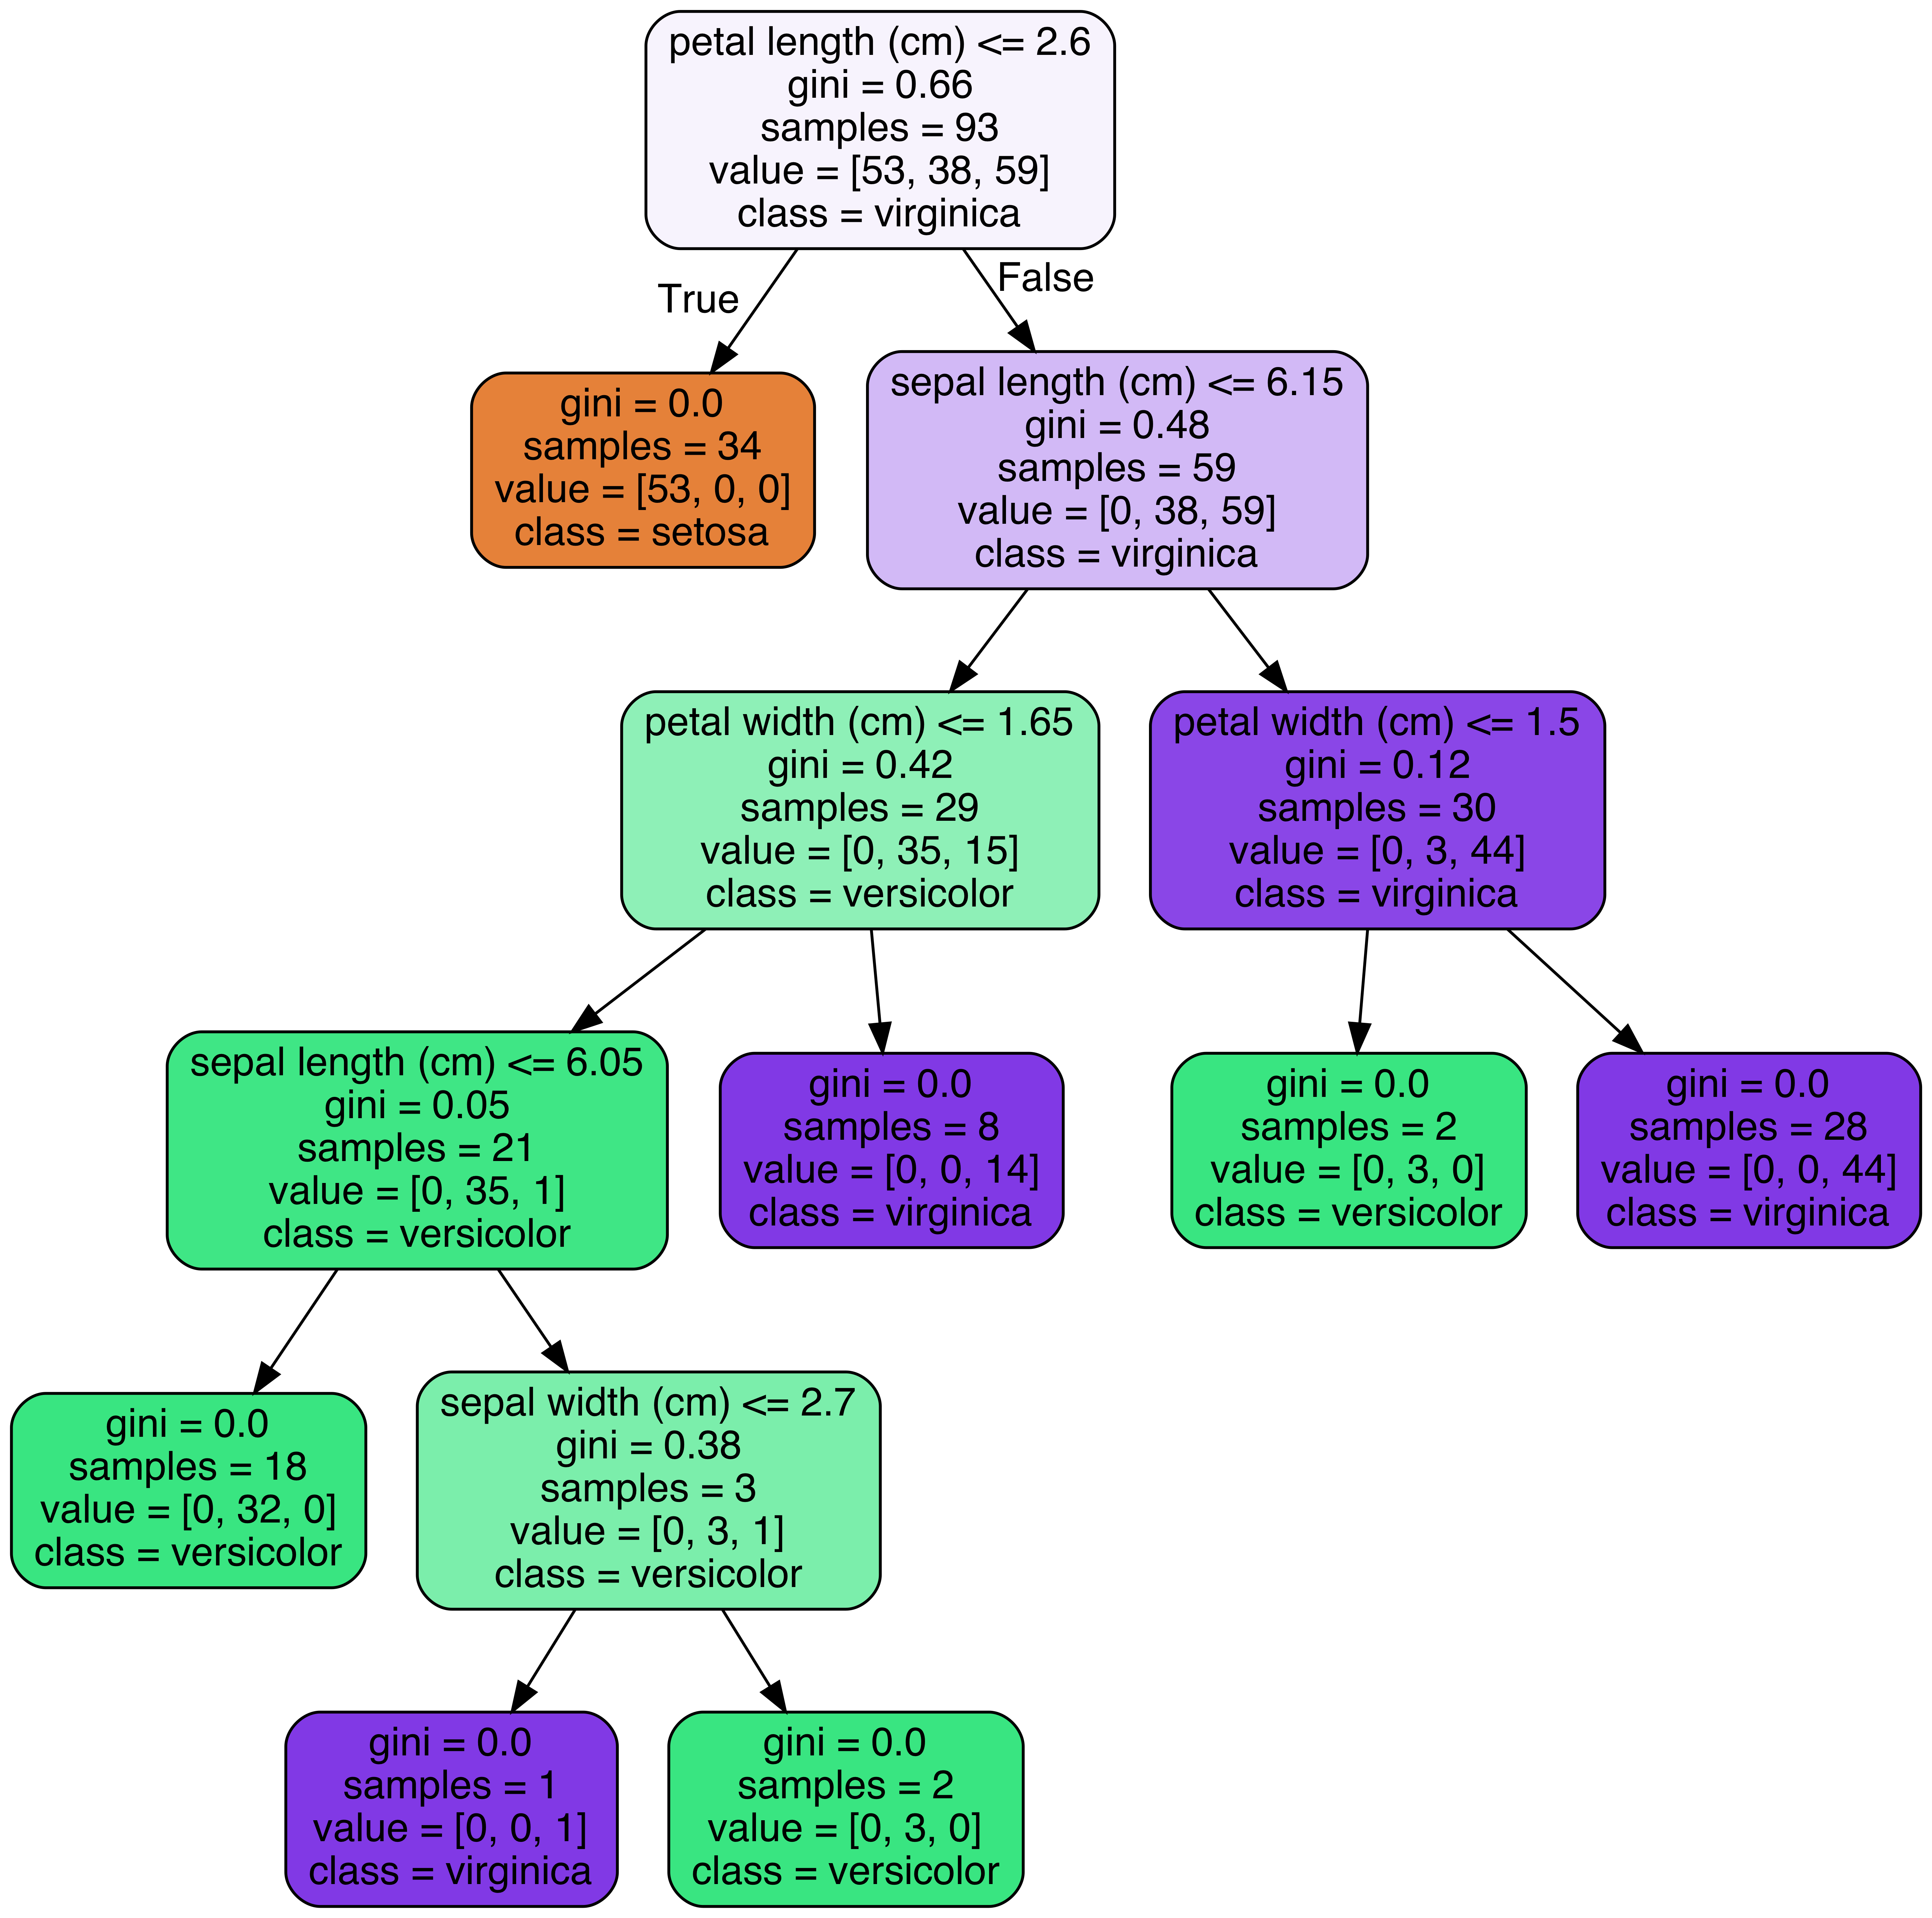 petal length (cm) <= 2.6
gini = 0.66
samples = 93
value = [53, 38, 59]
class = virginica
True
False
gini = 0.0
samples = 34
value = [53, 0, 0]
class = setosa
sepal length (cm) <= 6.15
gini = 0.48
samples = 59
value = [0, 38, 59]
class = virginica
petal width (cm) <= 1.65
gini = 0.42
samples = 29
value = [0, 35, 15]
class = versicolor
petal width (cm) <= 1.5
gini = 0.12
samples = 30
value = [0, 3, 44]
class = virginica
sepal length (cm) <= 6.05
gini = 0.05
samples = 21
value = [0, 35, 1]
class = versicolor
gini = 0.0
samples = 8
value = [0, 0, 14]
class = virginica
gini = 0.0
samples = 2
value = [0, 3, 0]
class = versicolor
gini = 0.0
samples = 28
value = [0, 0, 44]
class = virginica
gini = 0.0
samples = 18
value = [0, 32, 0]
class = versicolor
sepal width (cm) <= 2.7
gini = 0.38
samples = 3
value = [0, 3, 1]
class = versicolor
gini = 0.0
samples = 1
value = [0, 0, 1]
class = virginica
gini = 0.0
samples = 2
value = [0, 3, 0]
class = versicolor